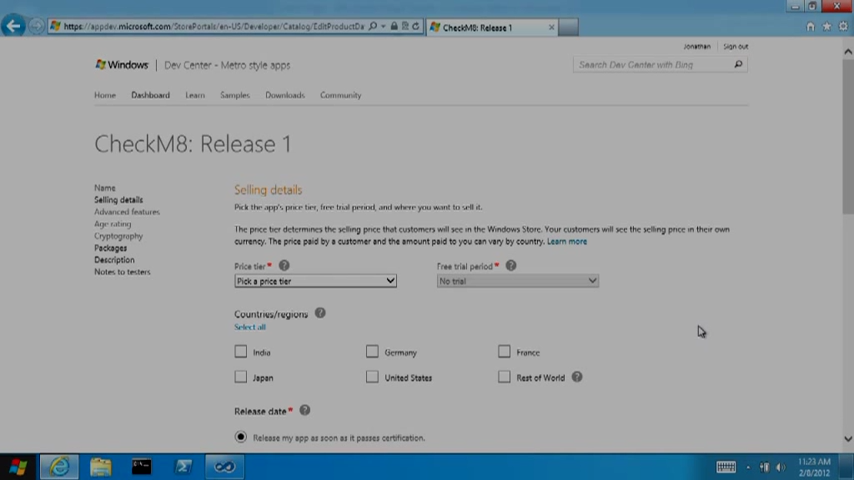 https://appdev.microsoft.com/StorePortals/en-US/Developer/Catalog/EditProductDa
CheckM8: Release 1
Jonathan Sign out
Windows Dev Center - Metro style apps
Search Dev Center with Bing
Home Dashboard Learn Samples Downloads Community
CheckM8: Release 1
Name
Selling details
Advanced features
Age rating
Cryptography
Packages
Description
Notes to testers
Selling details
Pick the app's price tier, free trial period, and where you want to sell it.
The price tier determines the selling price that customers will see in the Windows Store. Your customers will see the selling price in their own
currency. The price paid by a customer and the amount paid to you can vary by country. Learn more
Price tier * ? Free trial period * ?
Pick a price tier No trial
Countries/regions ?
Select all
India Germany France
Japan United States Rest of World ?
Release date * ?
Release my app as soon as it passes certification.
11:23 AM
2/8/2012